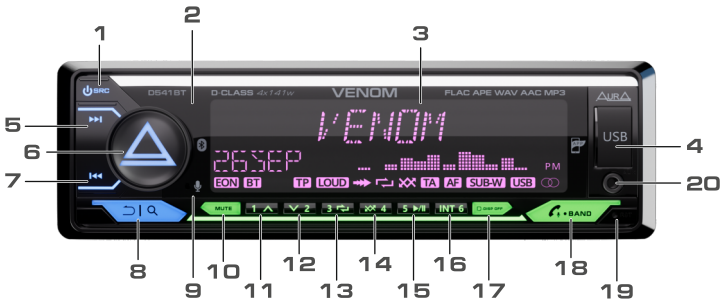 1 2 3
SRC D541BT D-CLASS 4x141w VENOM FLAC APE WAV AAC MP3 AURA
5 VENOM USB 4
6 26SEP PM
7 EON BT TP LOUD TA AF SUB-W USB 20
MUTE 1 2 3 4 5 INT 6 DISP OFF BAND
8 9 10 11 12 13 14 15 16 17 18 19